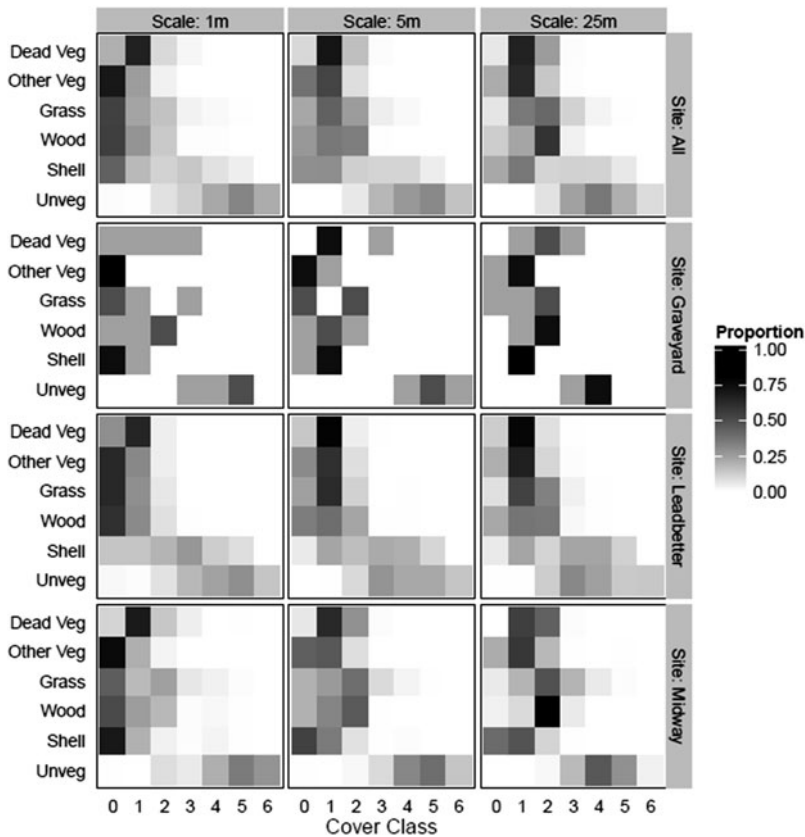 Scale: 1m
Scale: 5m
Scale: 25m
Dead Veg
Other Veg
Grass
Wood
Shell
Unveg
Site: All
Dead Veg
Other Veg
Grass
Wood
Shell
Unveg
Site: Graveyard
Dead Veg
Other Veg
Grass
Wood
Shell
Unveg
Site: Leadbetter
Dead Veg
Other Veg
Grass
Wood
Shell
Unveg
Site: Midway
0 1 2 3 4 5 6
0 1 2 3 4 5 6
0 1 2 3 4 5 6
Cover Class
Proportion
1.00
0.75
0.50
0.25
0.00